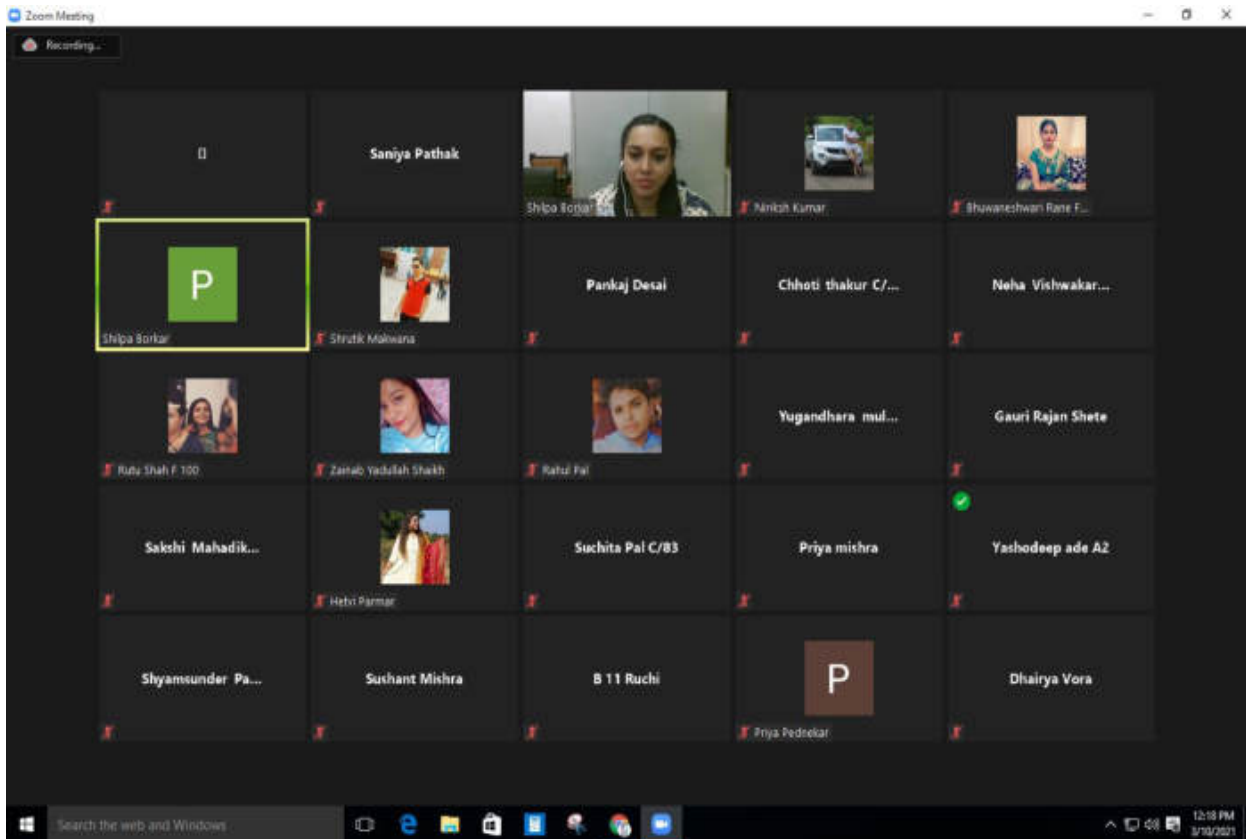 Zoom Meeting
Recording...
Saniya Pathak
Shilpa Borkar
Niriksh Kumar
Bhuwaneshwari Rane F...
P
Shilpa Borkar
Shrutik Makwana
Pankaj Desai
Chhoti thakur C/...
Neha Vishwakar...
Rutu Shah F 100
Zainab Yadullah Shaikh
Rahul Pal
Yugandhara mul...
Gauri Rajan Shete
Sakshi Mahadik...
Hetvi Parmar
Suchita Pal C/83
Priya mishra
Yashodeep ade A2
Shyamsunder Pa...
Sushant Mishra
B 11 Ruchi
P
Priya Pednekar
Dhairya Vora
Search the web and Windows
12:18 PM
3/10/2021